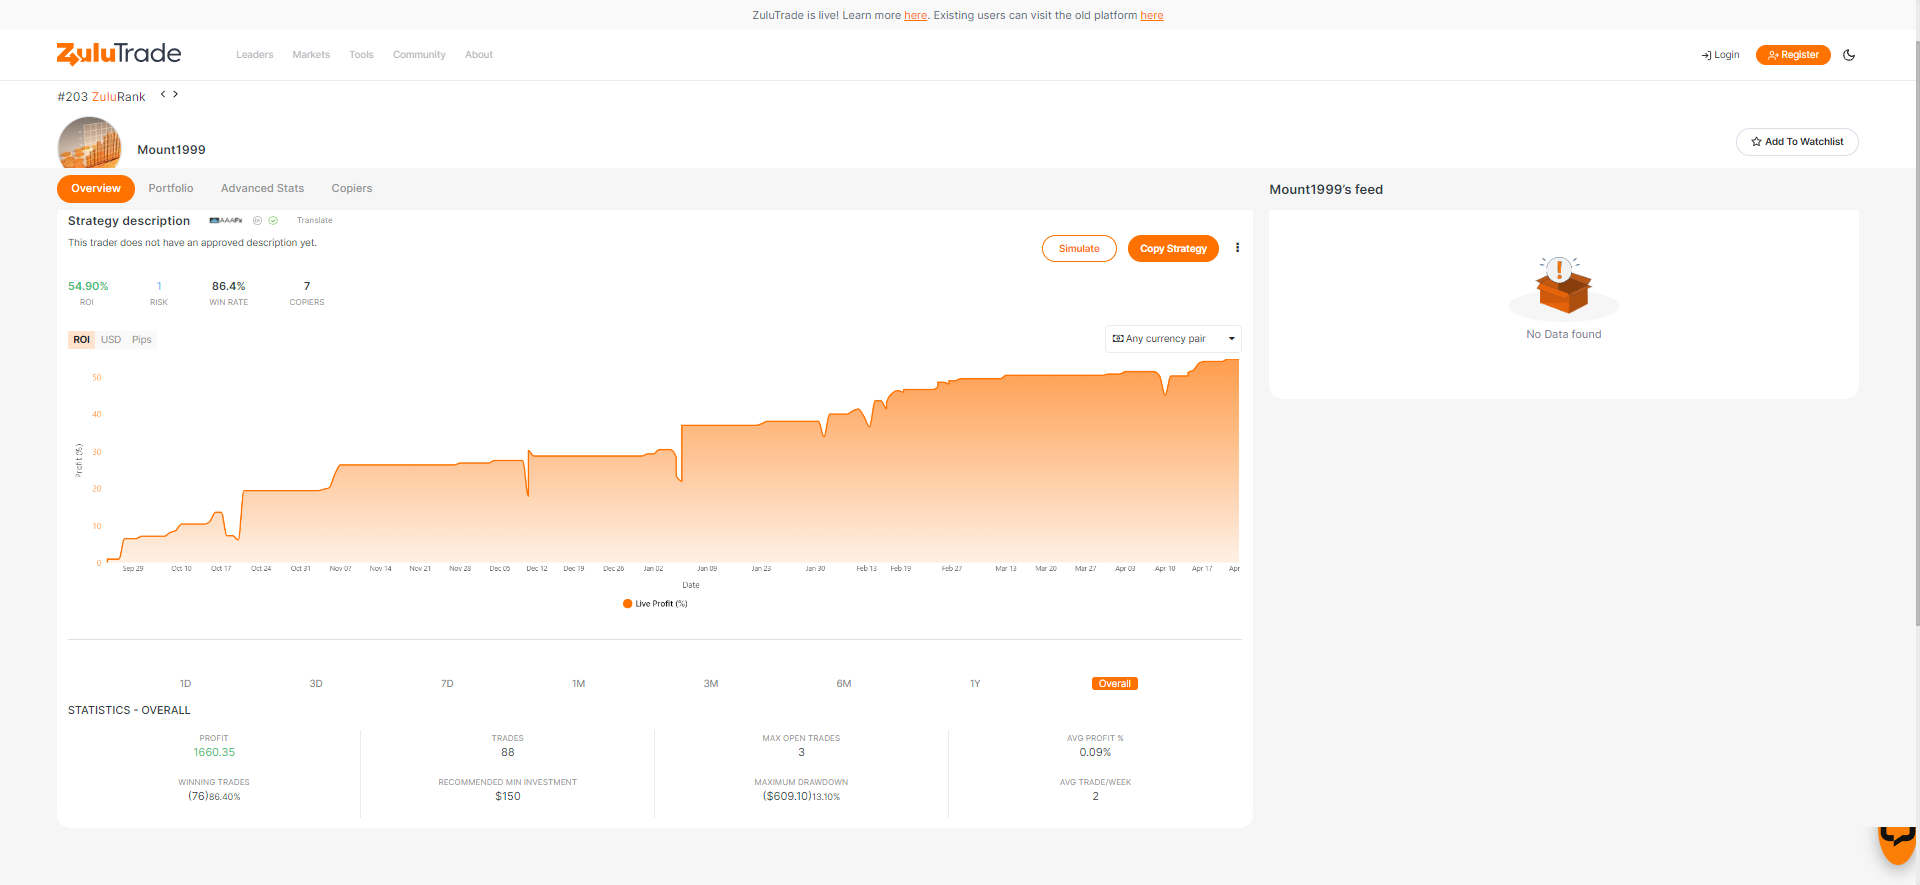 ZuluTrade is live! Learn more here. Existing users can visit the old platform here
ZuluTrade
Leaders Markets Tools Community About
Login Register
#203 ZuluRank
Mount1999
Add To Watchlist
Overview Portfolio Advanced Stats Copiers
Mount1999's feed
Strategy description AAAFx Translate
This trader does not have an approved description yet.
Simulate Copy Strategy
54.90% 1 86.4% 7
ROI RISK WIN RATE COPIERS
No Data found
ROI USD Pips
Any currency pair
50
40
30
20
10
0
Profit (%)
Sep 29 Oct 10 Oct 17 Oct 24 Oct 31 Nov 07 Nov 14 Nov 21 Nov 28 Dec 05 Dec 12 Dec 19 Dec 26 Jan 02 Jan 09 Jan 23 Jan 30 Feb 13 Feb 19 Feb 27 Mar 13 Mar 20 Mar 27 Apr 03 Apr 10 Apr 17 Apr
Date
Live Profit (%)
1D 3D 7D 1M 3M 6M 1Y Overall
STATISTICS - OVERALL
PROFIT TRADES MAX OPEN TRADES AVG PROFIT %
1660.35 88 3 0.09%
WINNING TRADES RECOMMENDED MIN INVESTMENT MAXIMUM DRAWDOWN AVG TRADE/WEEK
(76)86.40% $150 ($609.10)13.10% 2